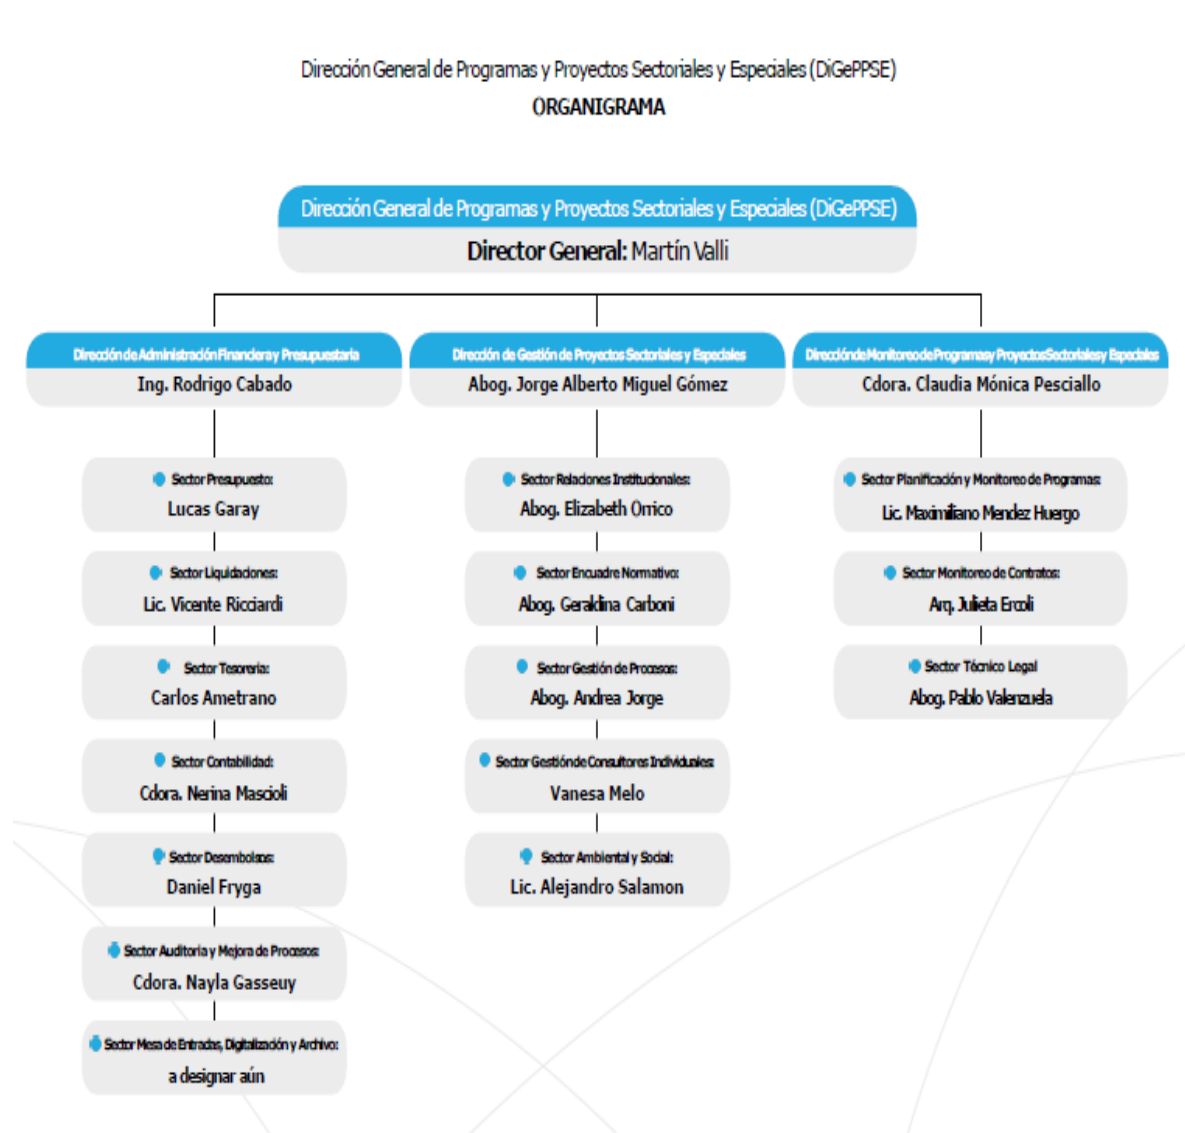 Dirección General de Programas y Proyectos Sectoriales y Especiales (DiGePPSE)
ORGANIGRAMA
Dirección General de Programas y Proyectos Sectoriales y Especiales (DiGePPSE)
Director General: Martín Valli
Dirección de Administración Financiera y Presupuestaria
Ing. Rodrigo Cabado
Sector Presupuesto:
Lucas Garay
Sector Liquidaciones:
Lic. Vicente Ricciardi
Sector Tesoreria:
Carlos Ametrano
Sector Contabilidad:
Cdora. Nerina Mascioli
Sector Desembolsos:
Daniel Fryga
Sector Auditoria y Mejora de Procesos:
Cdora. Nayla Gasseuy
Sector Mesa de Entradas, Digitalización y Archivo:
a designar aún
Dirección de Gestión de Proyectos Sectoriales y Especiales
Abog. Jorge Alberto Miguel Gómez
Sector Relaciones Institucionales:
Abog. Elizabeth Orrico
Sector Encuadre Normativo:
Abog. Geraldina Carboni
Sector Gestión de Procesos:
Abog. Andrea Jorge
Sector Gestión de Consultores Individuales:
Vanesa Melo
Sector Ambiental y Social:
Lic. Alejandro Salamon
Dirección de Monitoreo de Programas y Proyectos Sectoriales y Especiales
Cdora. Claudia Mónica Pesciallo
Sector Planificación y Monitoreo de Programas:
Lic. Maximiliano Mendez Huergo
Sector Monitoreo de Contratos:
Arq. Julieta Ercoli
Sector Técnico Legal
Abog. Pablo Valenzuela